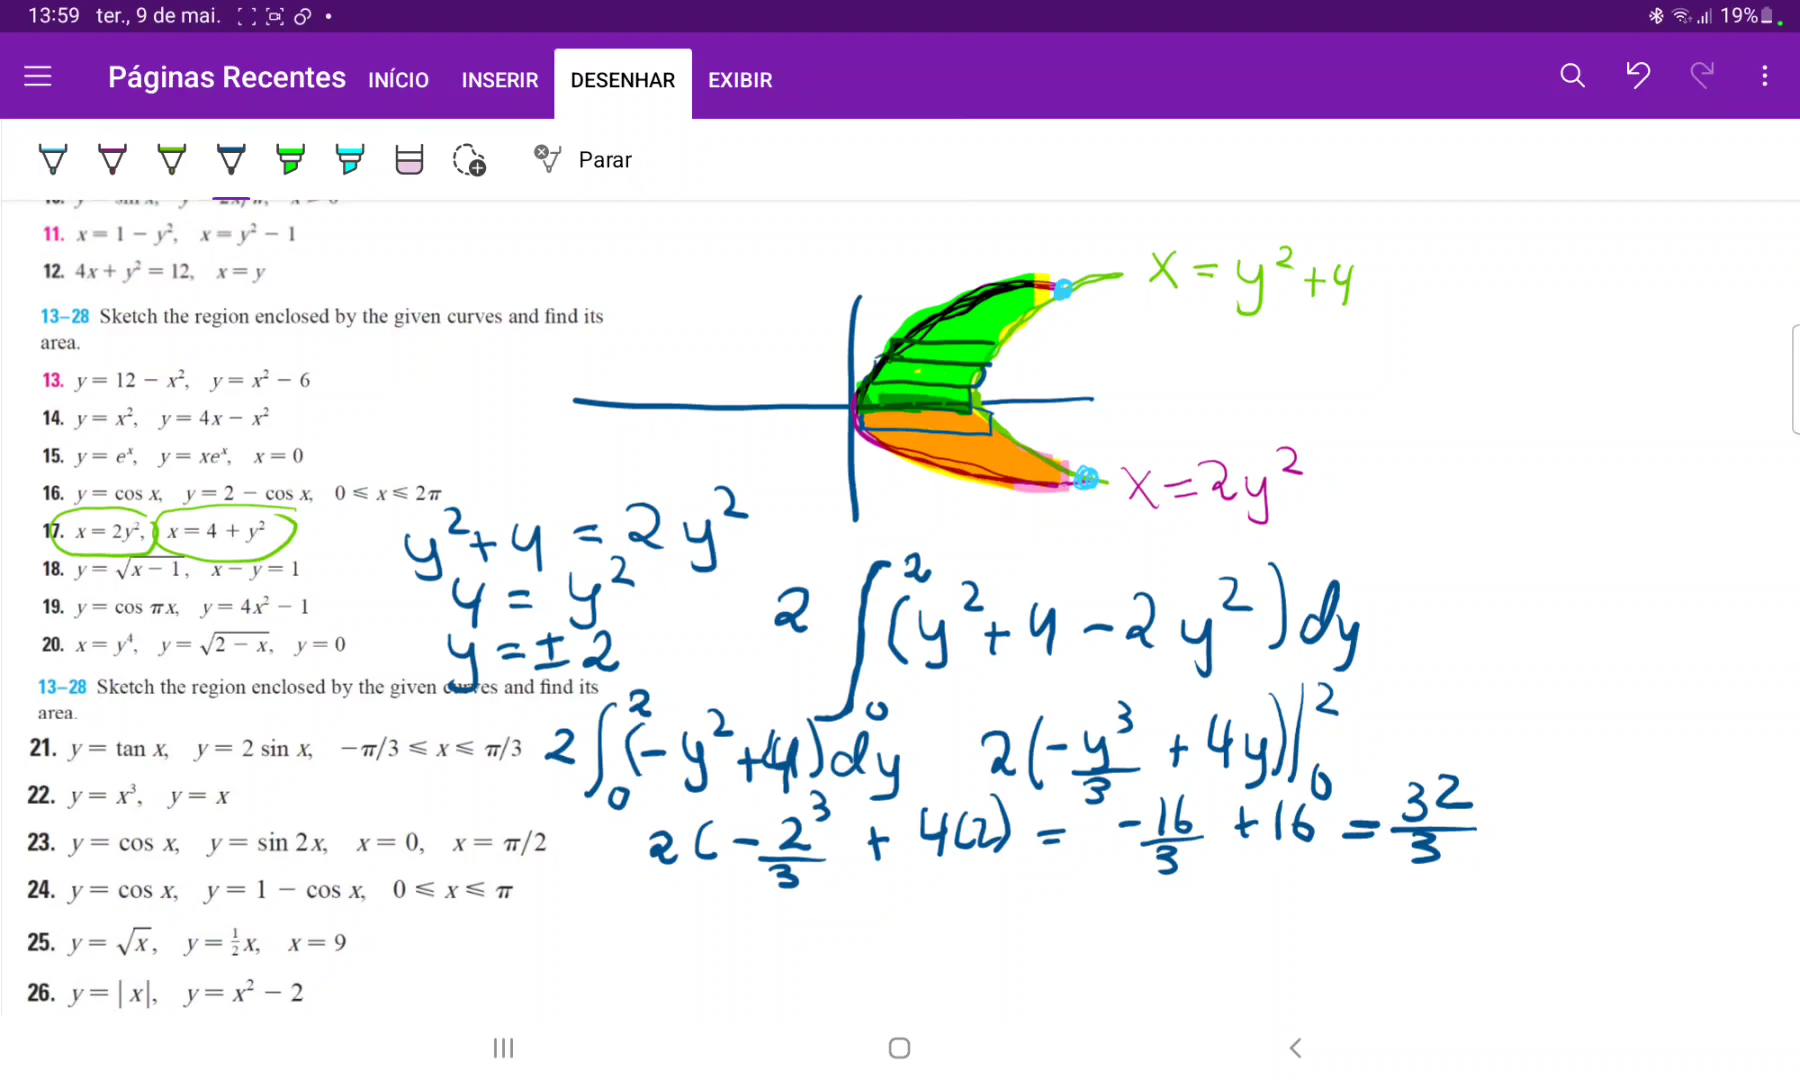 13:59 ter., 9 de mai. 19%
Páginas Recentes INÍCIO INSERIR DESENHAR EXIBIR
Parar
11. x = 1 − y², x = y² − 1
12. 4x + y² = 12, x = y
13–28 Sketch the region enclosed by the given curves and find its
area.
13. y = 12 − x², y = x² − 6
14. y = x², y = 4x − x²
15. y = eˣ, y = xeˣ, x = 0
16. y = cos x, y = 2 − cos x, 0 ⩽ x ⩽ 2π
17. x = 2y², x = 4 + y²
18. y = √(x − 1), x − y = 1
19. y = cos πx, y = 4x² − 1
20. x = y⁴, y = √(2 − x), y = 0
13–28 Sketch the region enclosed by the given curves and find its
area.
21. y = tan x, y = 2 sin x, −π/3 ⩽ x ⩽ π/3
22. y = x³, y = x
23. y = cos x, y = sin 2x, x = 0, x = π/2
24. y = cos x, y = 1 − cos x, 0 ⩽ x ⩽ π
25. y = √x, y = ½x, x = 9
26. y = |x|, y = x² − 2
x = y² + 4
x = 2y²
y² + 4 = 2y²
4 = y²
y = ± 2
2 ∫₀² (y² + 4 − 2y²) dy
2 ∫₀² (−y² + 4) dy 2(−y³/3 + 4y)|₀²
2(−2³/3 + 4(2) = −16/3 + 16 = 32/3